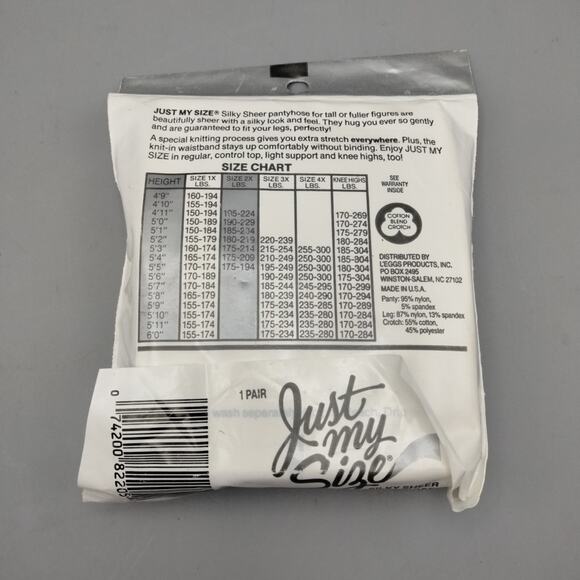 JUST MY SIZE® Silky Sheer pantyhose for tall or fuller figures are
beautifully sheer with a silky look and feel. They hug you ever so gently
and are guaranteed to fit your legs, perfectly!
A special knitting process gives you extra stretch everywhere. Plus, the
knit-in waistband stays up comfortably without binding. Enjoy JUST MY
SIZE in regular, control top, light support and knee highs, too!
SIZE CHART
HEIGHT SIZE 1X LBS. SIZE 2X LBS. SIZE 3X LBS. SIZE 4X LBS. KNEE HIGHS LBS.
4'9" 160-194
4'10" 155-194
4'11" 150-194 195-224 170-269
5'0" 150-189 190-229 170-274
5'1" 150-184 185-234 175-279
5'2" 155-179 180-219 220-239 180-284
5'3" 160-174 175-214 215-254 255-300 185-304
5'4" 165-174 175-209 210-249 250-300 185-304
5'5" 170-174 175-194 195-249 250-300 180-304
5'6" 170-189 190-249 250-300 175-304
5'7" 170-184 185-244 245-295 170-299
5'8" 165-179 180-239 240-290 170-294
5'9" 155-174 175-234 235-285 170-284
5'10" 155-174 175-234 235-280 170-284
5'11" 155-174 175-234 235-280 170-284
6'0" 155-174 175-234 235-280 170-284
SEE
WARRANTY
INSIDE
COTTON
BLEND
CROTCH
DISTRIBUTED BY
L'EGGS PRODUCTS, INC.
PO BOX 2495
WINSTON-SALEM, NC 27102
MADE IN U.S.A.
Panty: 95% nylon,
5% spandex
Leg: 87% nylon, 13% spandex
Crotch: 55% cotton,
45% polyester
1 PAIR
wash
Just
my
Size®
SILKY SHEER
0 74200 8220